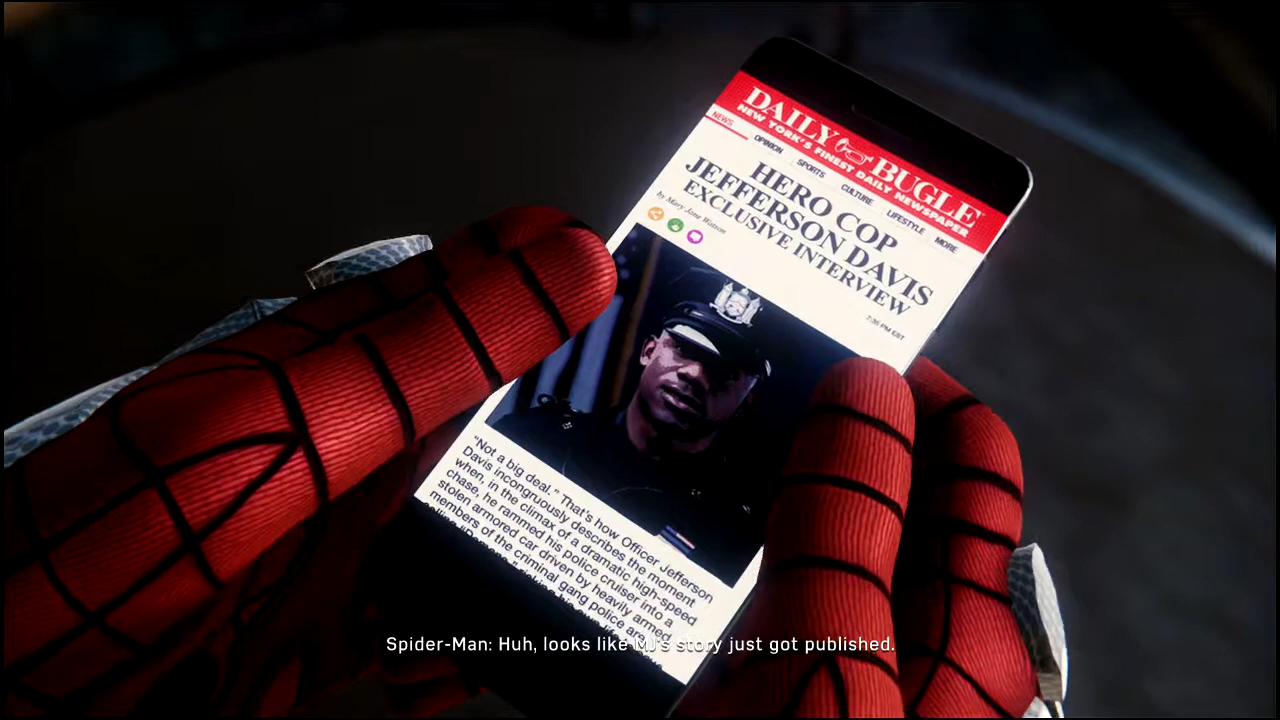 DAILY BUGLE
NEW YORK'S FINEST DAILY NEWSPAPER
NEWS OPINION SPORTS CULTURE LIFESTYLE MORE
HERO COP
JEFFERSON DAVIS
EXCLUSIVE INTERVIEW
by Mary Jane Watson
7:35 PM EST
"Not a big deal." That's how Officer Jefferson
Davis incongruously describes the moment
when, in the climax of a dramatic high-speed
chase, he rammed his police cruiser into a
stolen armored car driven by heavily armed
members of the criminal gang police are
Spider-Man: Huh, looks like MJ's story just got published.